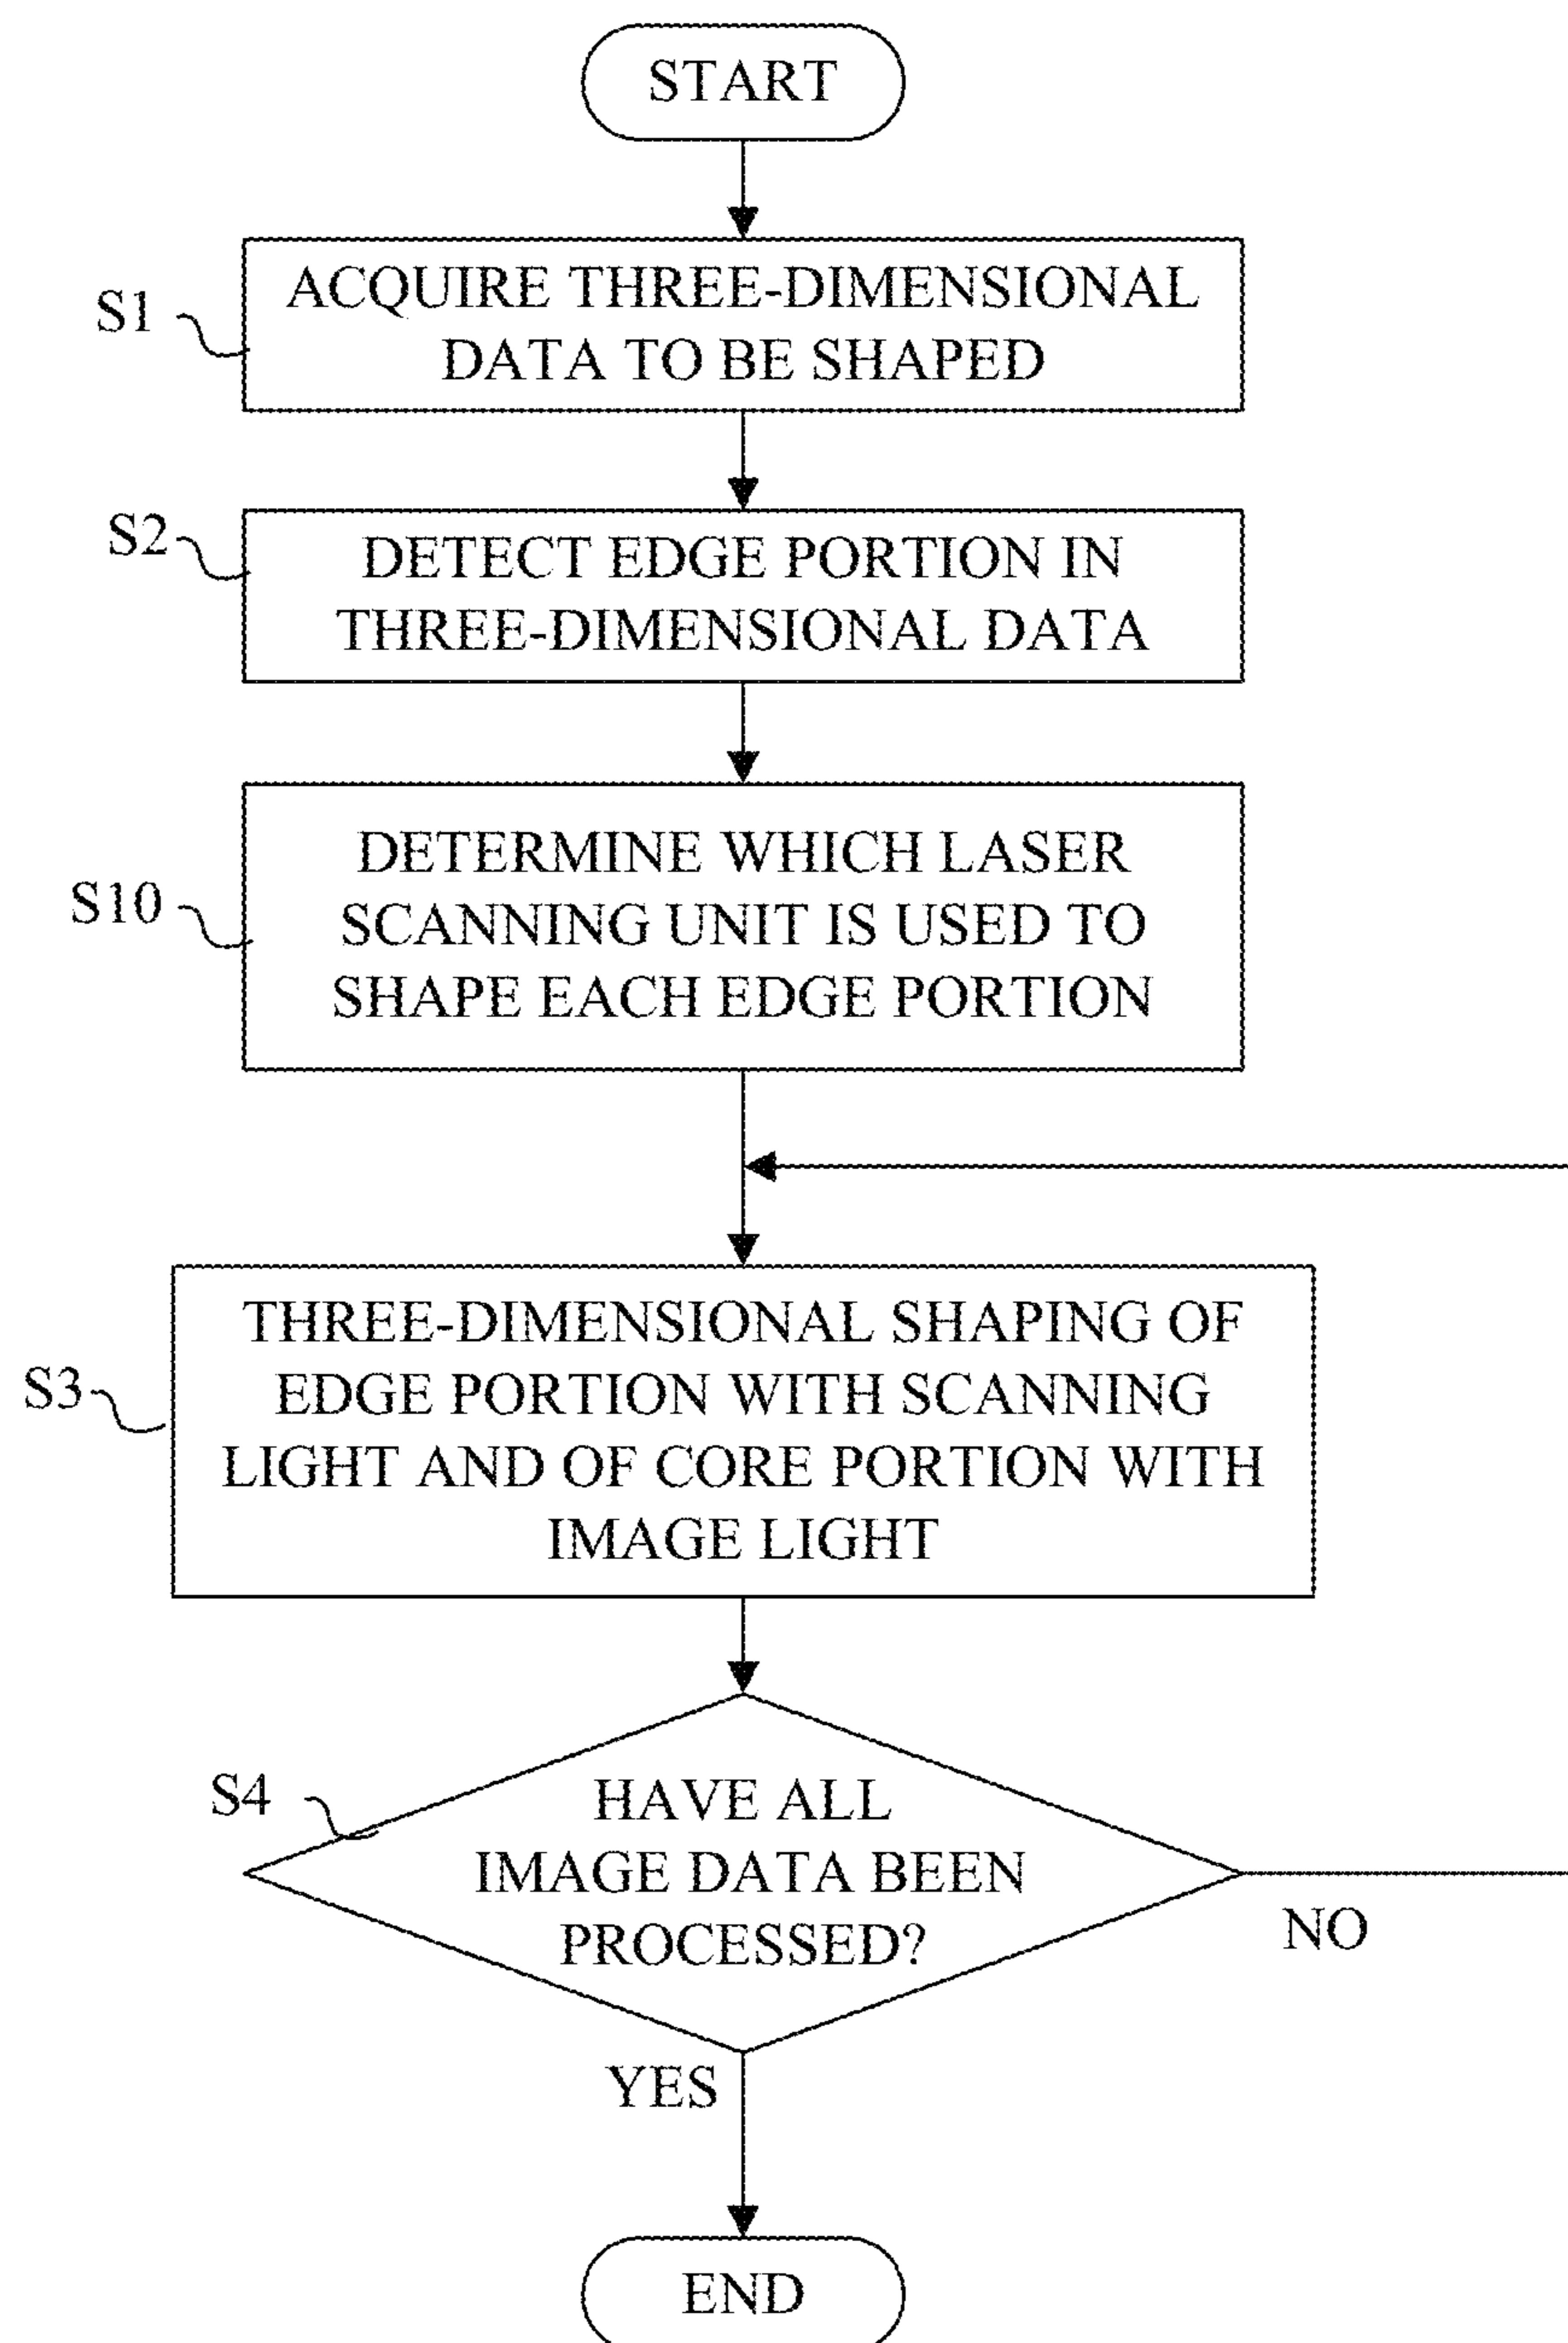 START
S1
ACQUIRE THREE-DIMENSIONAL
DATA TO BE SHAPED
S2
DETECT EDGE PORTION IN
THREE-DIMENSIONAL DATA
S10
DETERMINE WHICH LASER
SCANNING UNIT IS USED TO
SHAPE EACH EDGE PORTION
S3
THREE-DIMENSIONAL SHAPING OF
EDGE PORTION WITH SCANNING
LIGHT AND OF CORE PORTION WITH
IMAGE LIGHT
S4
HAVE ALL
IMAGE DATA BEEN
PROCESSED?
NO
YES
END